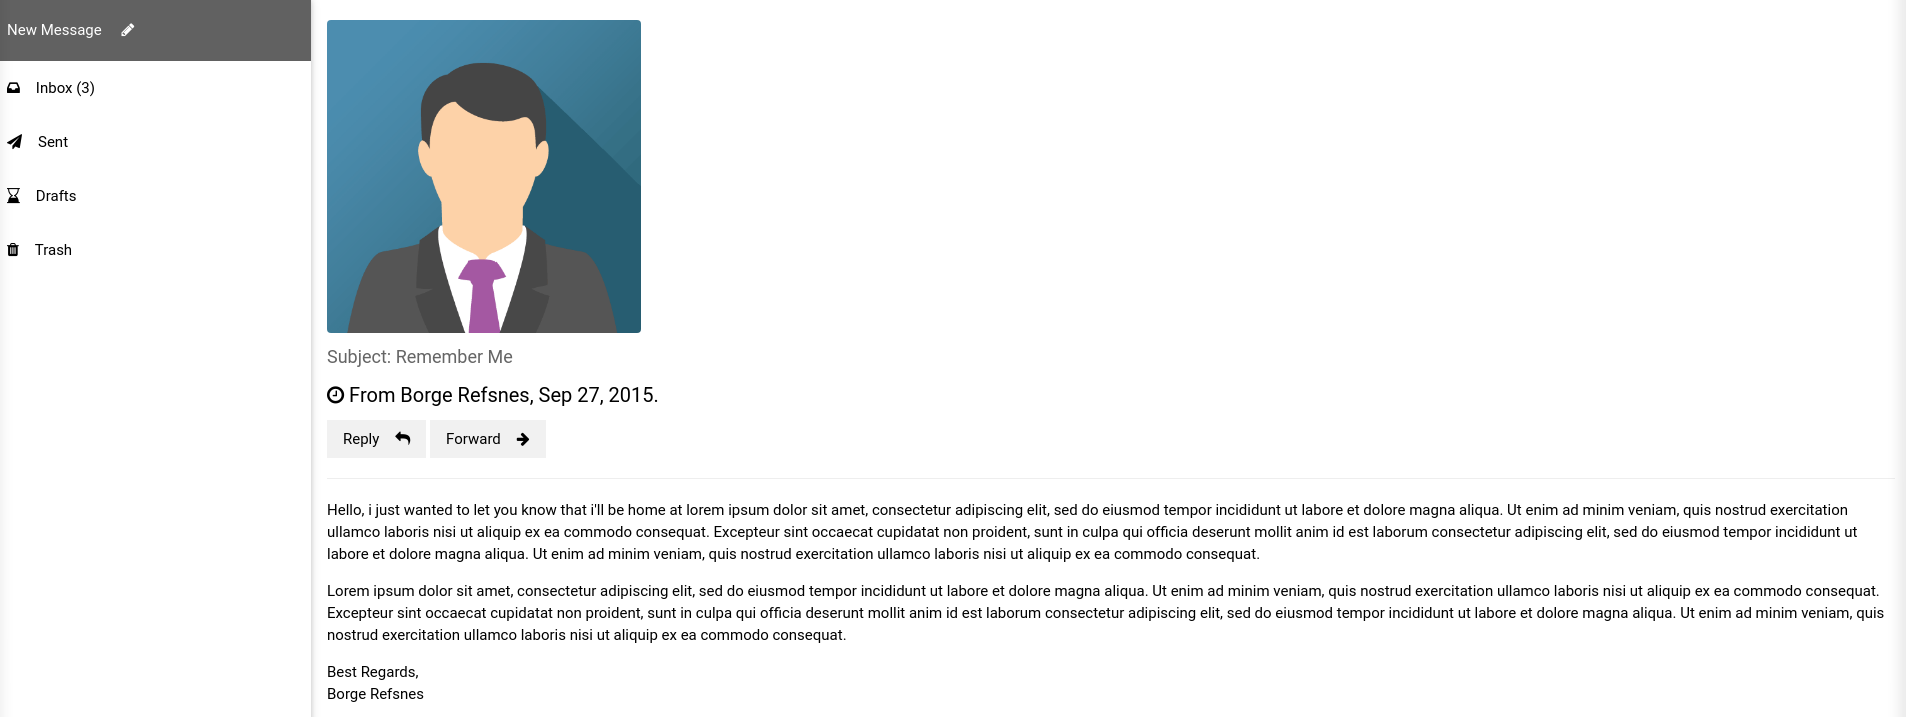 New Message
Inbox (3)
Sent
Drafts
Trash
Subject: Remember Me
From Borge Refsnes, Sep 27, 2015.
Reply
Forward
Hello, i just wanted to let you know that i'll be home at lorem ipsum dolor sit amet, consectetur adipiscing elit, sed do eiusmod tempor incididunt ut labore et dolore magna aliqua. Ut enim ad minim veniam, quis nostrud exercitation
ullamco laboris nisi ut aliquip ex ea commodo consequat. Excepteur sint occaecat cupidatat non proident, sunt in culpa qui officia deserunt mollit anim id est laborum consectetur adipiscing elit, sed do eiusmod tempor incididunt ut
labore et dolore magna aliqua. Ut enim ad minim veniam, quis nostrud exercitation ullamco laboris nisi ut aliquip ex ea commodo consequat.
Lorem ipsum dolor sit amet, consectetur adipiscing elit, sed do eiusmod tempor incididunt ut labore et dolore magna aliqua. Ut enim ad minim veniam, quis nostrud exercitation ullamco laboris nisi ut aliquip ex ea commodo consequat.
Excepteur sint occaecat cupidatat non proident, sunt in culpa qui officia deserunt mollit anim id est laborum consectetur adipiscing elit, sed do eiusmod tempor incididunt ut labore et dolore magna aliqua. Ut enim ad minim veniam, quis
nostrud exercitation ullamco laboris nisi ut aliquip ex ea commodo consequat.
Best Regards,
Borge Refsnes